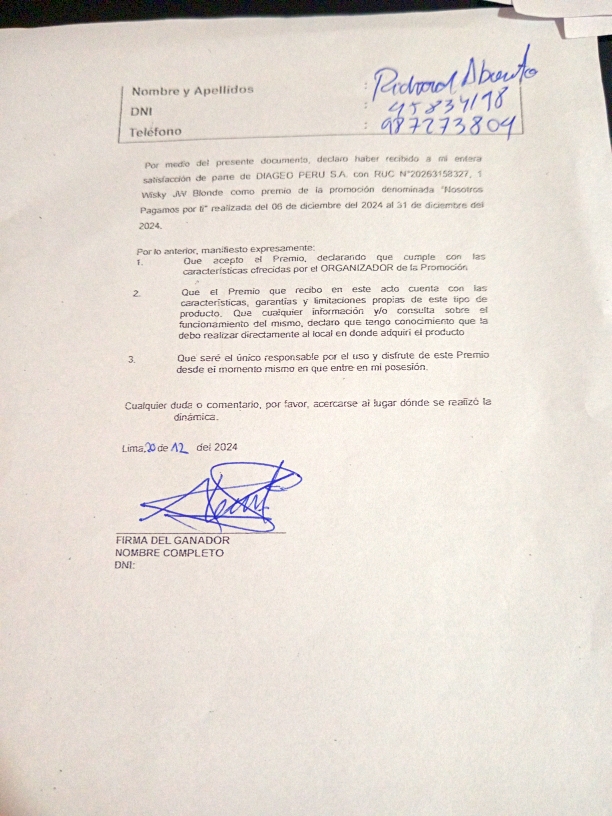 Nombre y Apellidos :
DNI : 45834198
Teléfono : 987273804
Por medio del presente documento, declaro haber recibido a mi entera
satisfacción de parte de DIAGEO PERU S.A. con RUC N°20263158327, 1
Wisky JW Blonde como premio de la promoción denominada "Nosotros
Pagamos por ti" realizada del 06 de diciembre del 2024 al 31 de diciembre del
2024.
Por lo anterior, manifiesto expresamente:
1. Que acepto el Premio, declarando que cumple con las
características ofrecidas por el ORGANIZADOR de la Promoción
2. Que el Premio que recibo en este acto cuenta con las
características, garantías y limitaciones propias de este tipo de
producto. Que cualquier información y/o consulta sobre el
funcionamiento del mismo, declaro que tengo conocimiento que la
debo realizar directamente al local en donde adquirí el producto
3. Que seré el único responsable por el uso y disfrute de este Premio
desde el momento mismo en que entre en mi posesión.
Cualquier duda o comentario, por favor, acercarse al lugar dónde se realizó la
dinámica.
Lima, 20 de 12 del 2024
FIRMA DEL GANADOR
NOMBRE COMPLETO
DNI: